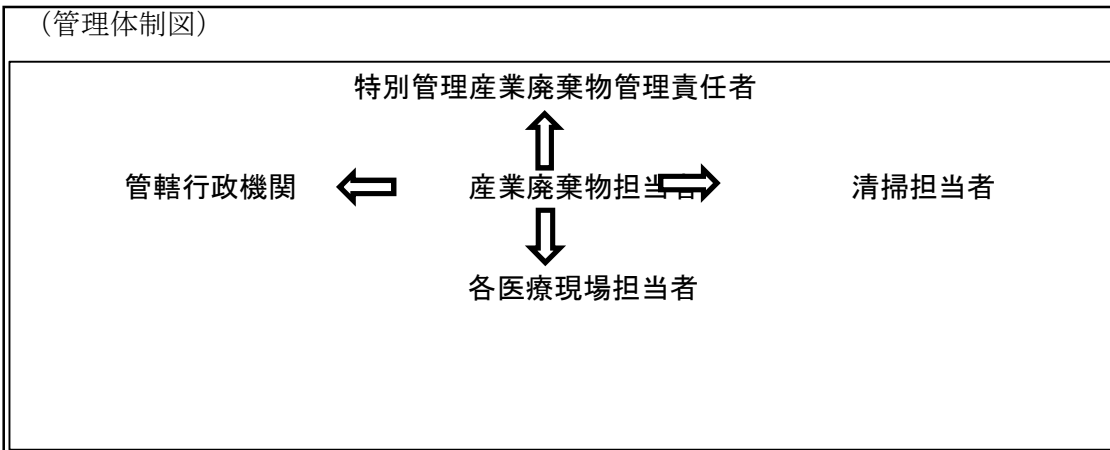 （管理体制図）
特別管理産業廃棄物管理責任者
管轄行政機関 産業廃棄物担当者 清掃担当者
各医療現場担当者